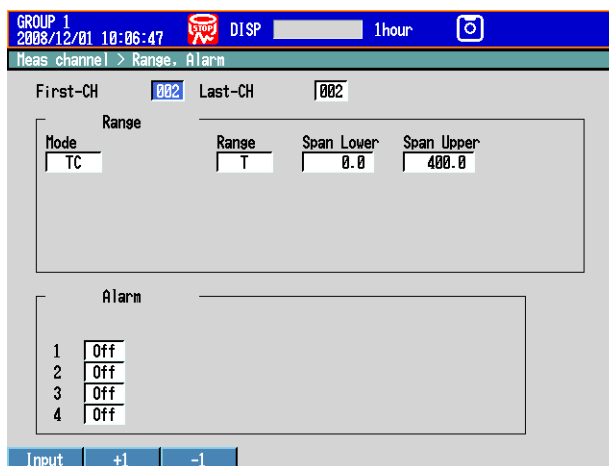 GROUP 1
2008/12/01 10:06:47 STOP DISP 1hour
Meas channel > Range, Alarm
First-CH 002 Last-CH 002
Range
Mode Range Span Lower Span Upper
TC T 0.0 400.0
Alarm
1 Off
2 Off
3 Off
4 Off
Input +1 -1